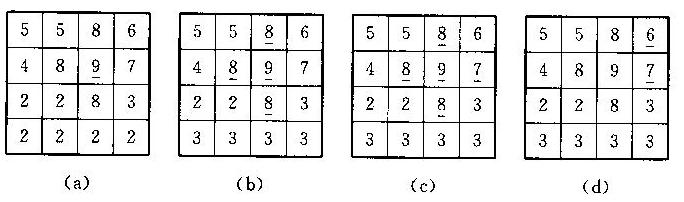 5 5 8 6 5 5 8 6 5 5 8 6 5 5 8 6
4 8 9 7 4 8 9 7 4 8 9 7 4 8 9 7
2 2 8 3 2 2 8 3 2 2 8 3 2 2 8 3
2 2 2 2 3 3 3 3 3 3 3 3 3 3 3 3
(a) (b) (c) (d)